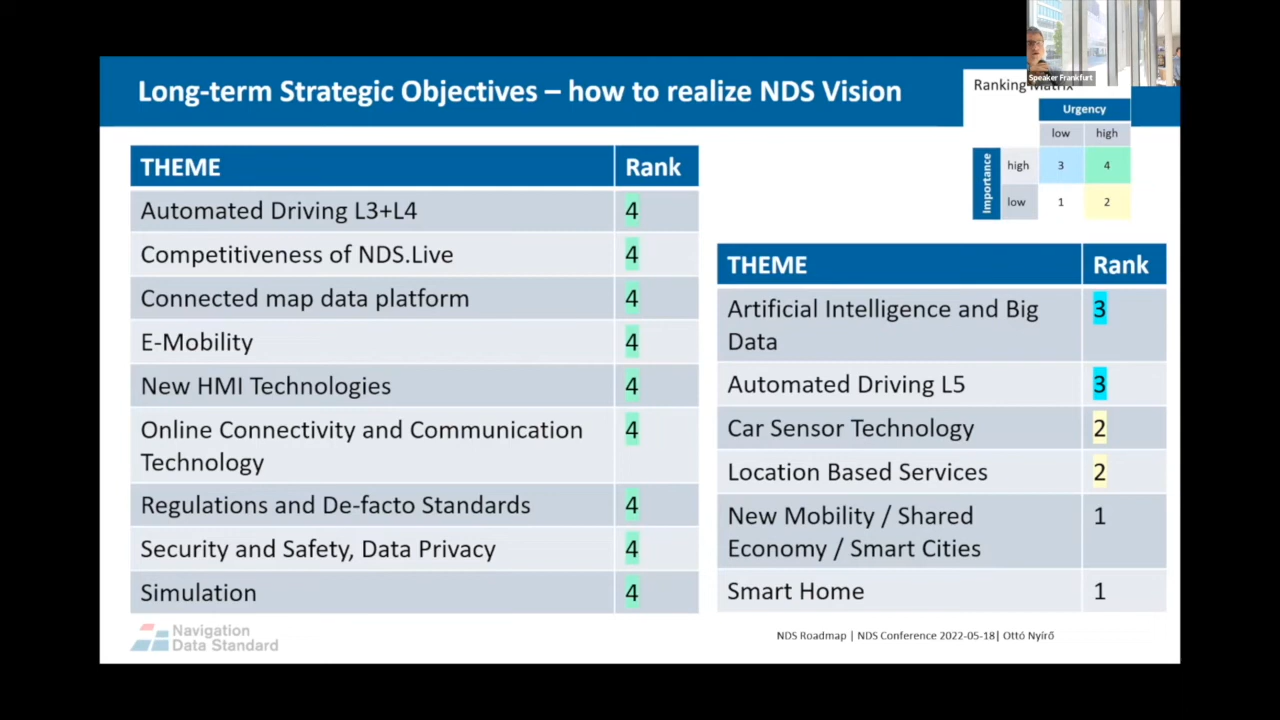 Speaker Frankfurt
Long-term Strategic Objectives – how to realize NDS Vision
Ranking Matrix
Urgency
low high
Importance
high 3 4
low 1 2
THEME Rank
Automated Driving L3+L4 4
Competitiveness of NDS.Live 4
Connected map data platform 4
E-Mobility 4
New HMI Technologies 4
Online Connectivity and Communication 4
Technology
Regulations and De-facto Standards 4
Security and Safety, Data Privacy 4
Simulation 4
THEME Rank
Artificial Intelligence and Big 3
Data
Automated Driving L5 3
Car Sensor Technology 2
Location Based Services 2
New Mobility / Shared 1
Economy / Smart Cities
Smart Home 1
Navigation
Data Standard
NDS Roadmap | NDS Conference 2022-05-18| Ottó Nyírő